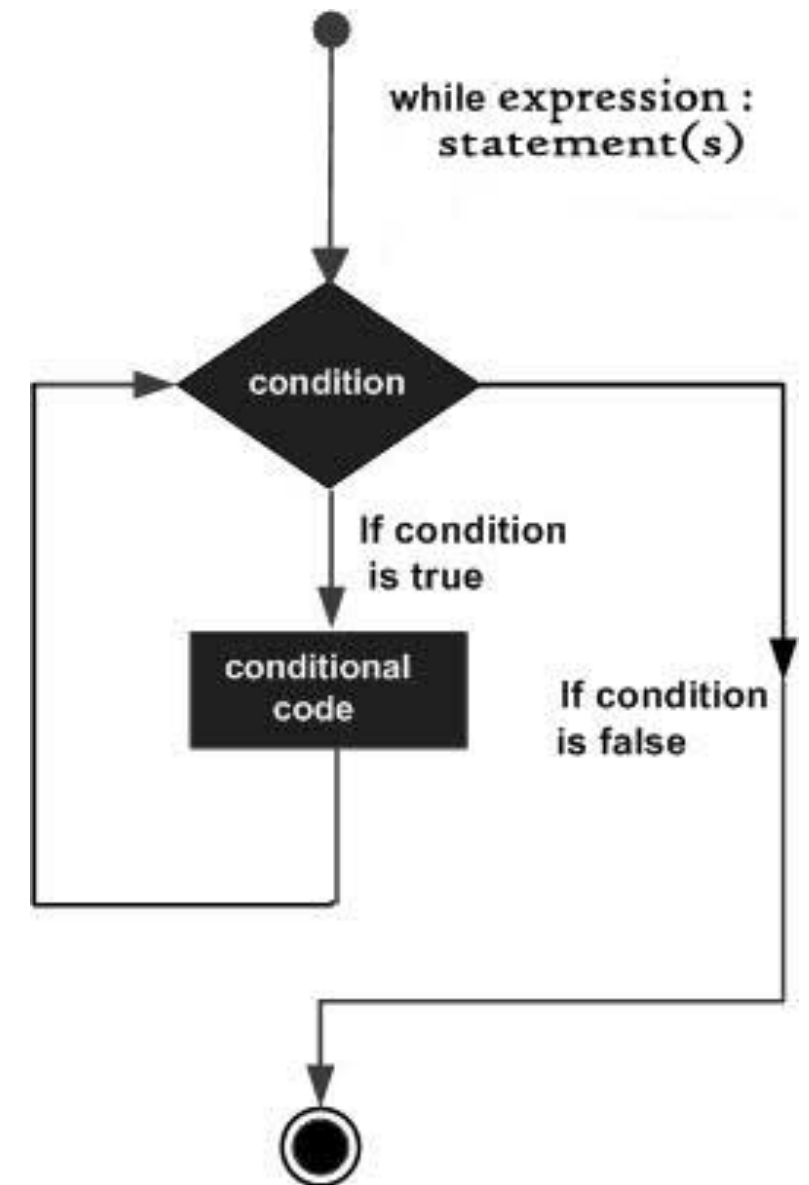 while expression :
statement(s)
condition
If condition
is true
conditional
code
If condition
is false